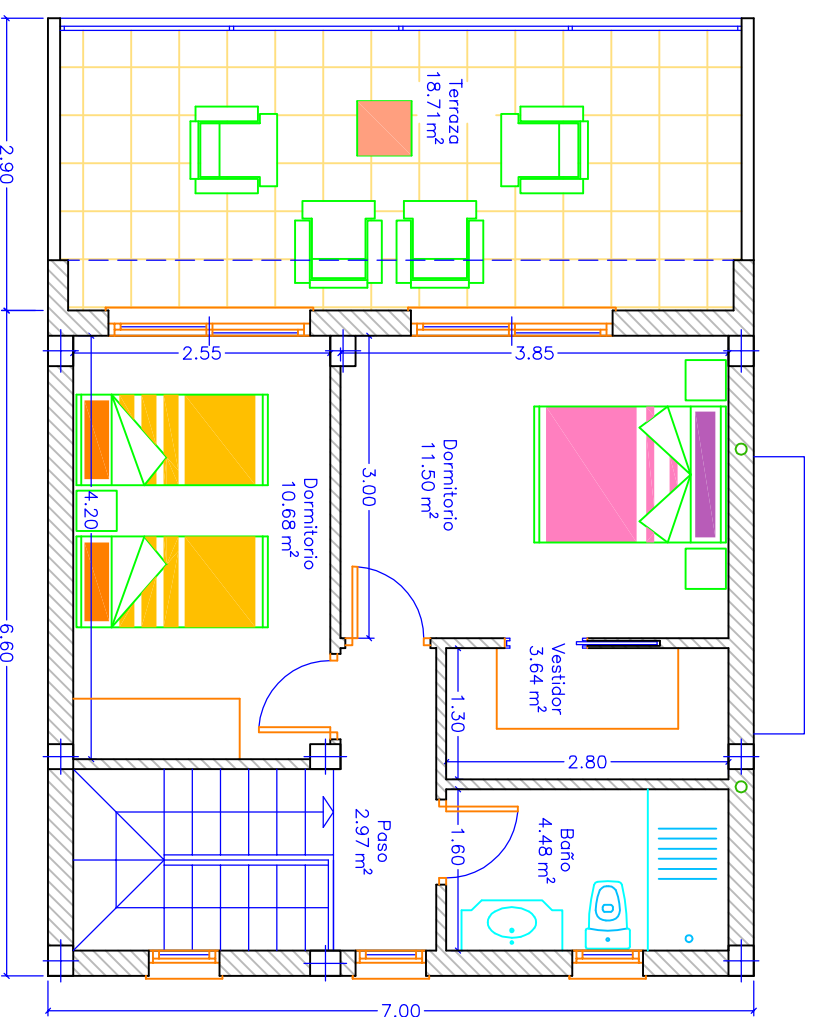 Terraza
18.71m²
2.90
2.55
3.85
Dormitorio
11.50 m²
Dormitorio
10.68 m²
3.00
4.20
6.60
Vestidor
3.64 m²
1.30
2.80
Paso
2.97 m²
Baño
4.48 m²
1.60
7.00